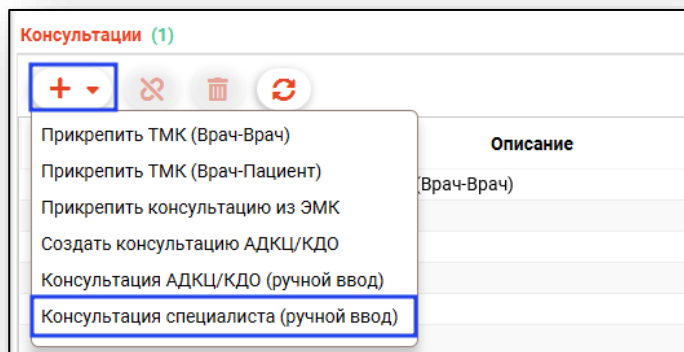 Консультации (1)
Прикрепить ТМК (Врач-Врач)
Описание
Прикрепить ТМК (Врач-Пациент)
(Врач-Врач)
Прикрепить консультацию из ЭМК
Создать консультацию АДКЦ/КДО
Консультация АДКЦ/КДО (ручной ввод)
Консультация специалиста (ручной ввод)